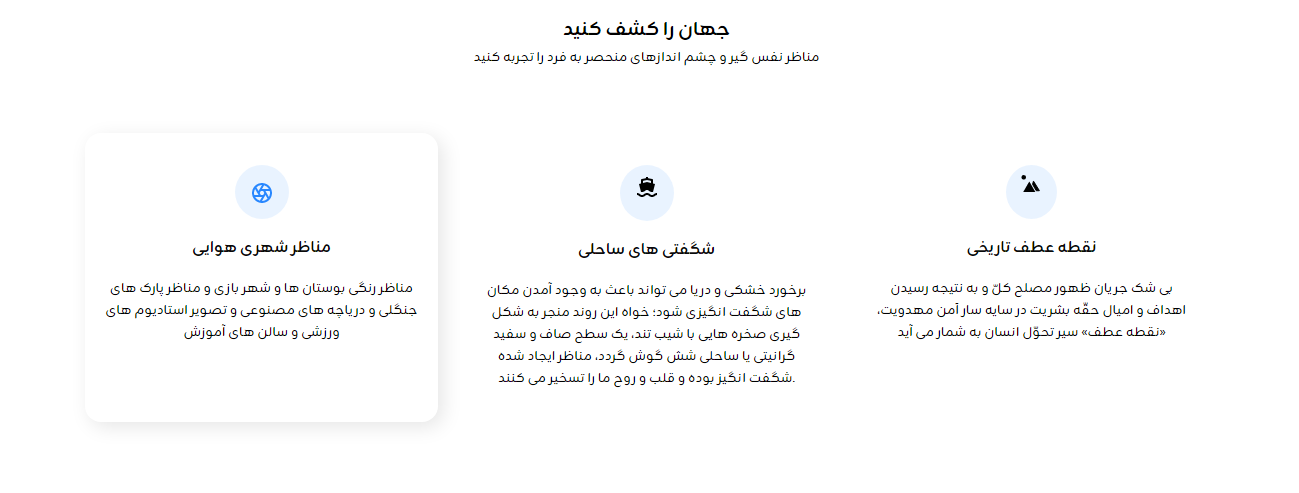 جهان را کشف کنید
مناظر نفس گیر و چشم اندازهای منحصر به فرد را تجربه کنید
نقطه عطف تاریخی
بی شک جریان ظهور مصلح کلّ و به نتیجه رسیدن
اهداف و امیال حقّه بشریت در سایه سار آمن مهدویت،
«نقطه عطف» سیر تحوّل انسان به شمار می آید
شگفتی های ساحلی
برخورد خشکی و دریا می تواند باعث به وجود آمدن مکان
های شگفت انگیزی شود؛ خواه این روند منجر به شکل
گیری صخره هایی با شیب تند، یک سطح صاف و سفید
گرانیتی یا ساحلی شش گوش گردد، مناظر ایجاد شده
.شگفت انگیز بوده و قلب و روح ما را تسخیر می کنند
مناظر شهری هوایی
مناظر رنگی بوستان ها و شهر بازی و مناظر پارک های
جنگلی و دریاچه های مصنوعی و تصویر استادیوم های
ورزشی و سالن های آموزش